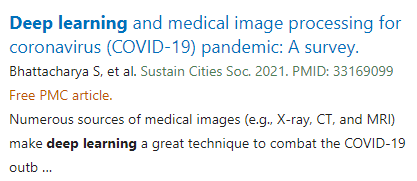 Deep learning and medical image processing for
coronavirus (COVID-19) pandemic: A survey.
Bhattacharya S, et al. Sustain Cities Soc. 2021. PMID: 33169099
Free PMC article.
Numerous sources of medical images (e.g., X-ray, CT, and MRI)
make deep learning a great technique to combat the COVID-19
outb ...